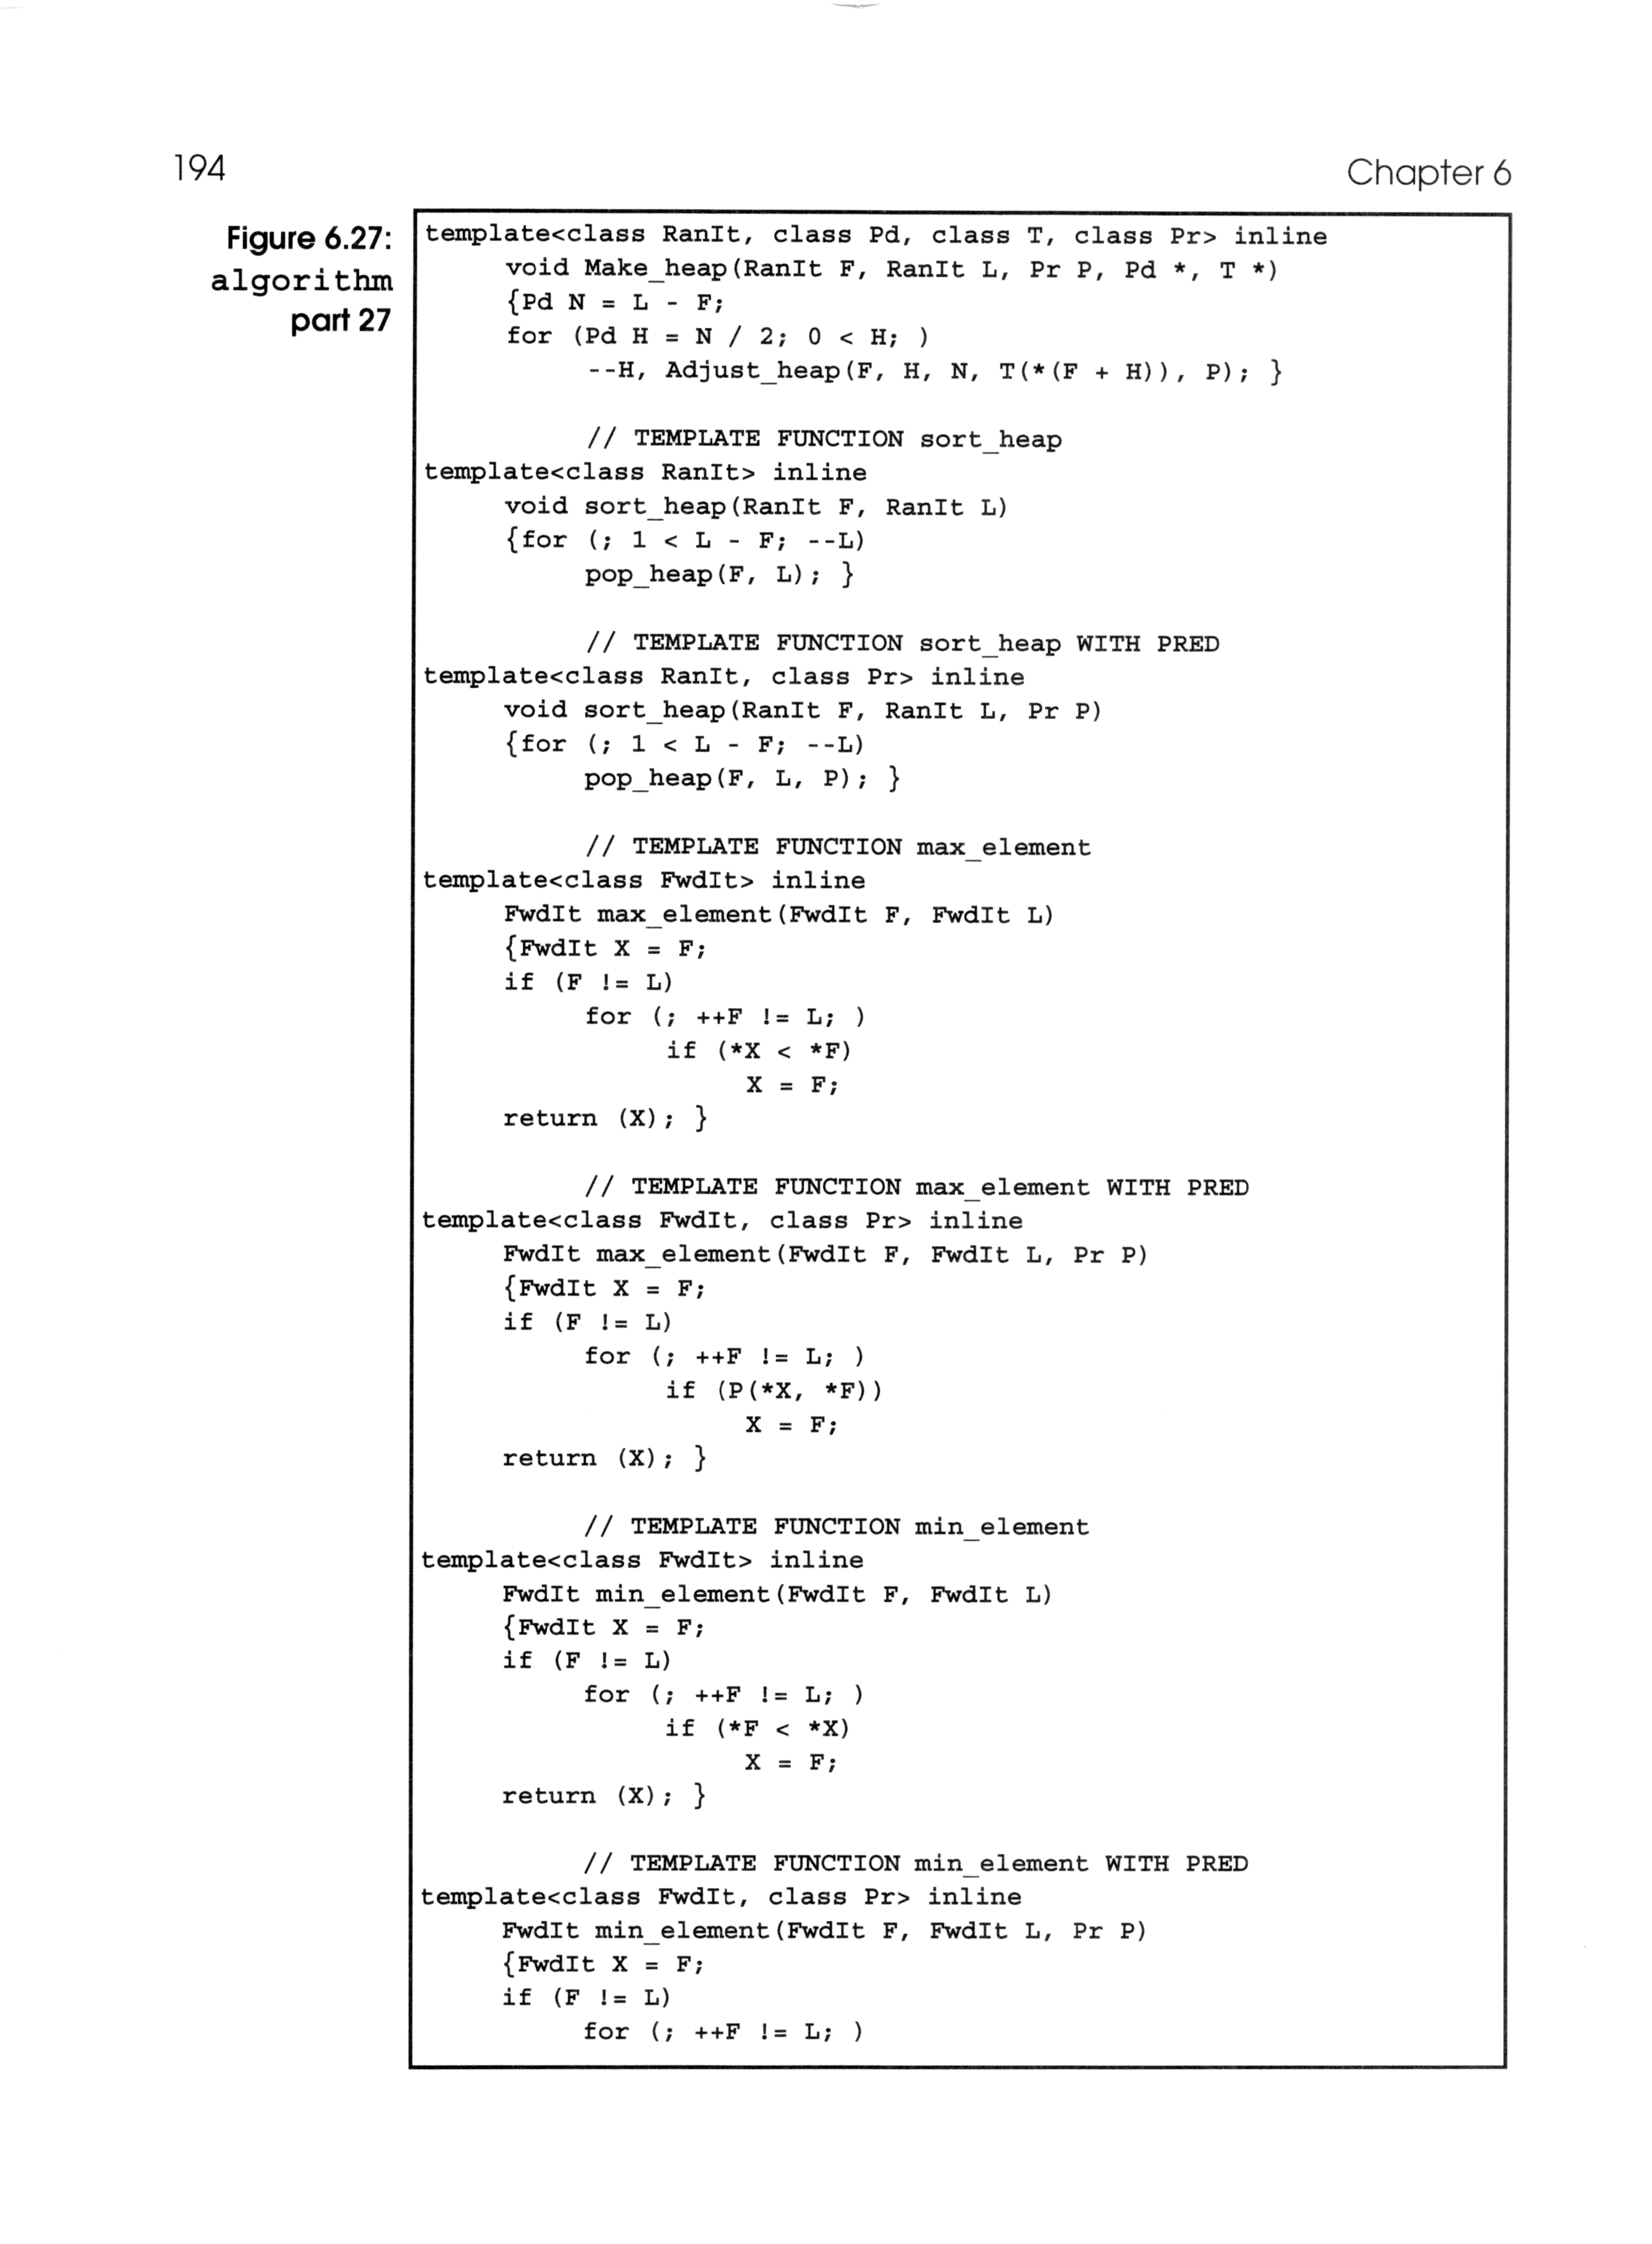 194
Chapter 6
Figure 6.27:
algorithm
part 27
template<class RanIt, class Pd, class T, class Pr> inline
void Make_heap(RanIt F, RanIt L, Pr P, Pd *, T *)
{Pd N = L - F;
for (Pd H = N / 2; 0 < H; )
--H, Adjust_heap(F, H, N, T(*(F + H)), P); }
// TEMPLATE FUNCTION sort_heap
template<class RanIt> inline
void sort_heap(RanIt F, RanIt L)
{for (; 1 < L - F; --L)
pop_heap(F, L); }
// TEMPLATE FUNCTION sort_heap WITH PRED
template<class RanIt, class Pr> inline
void sort_heap(RanIt F, RanIt L, Pr P)
{for (; 1 < L - F; --L)
pop_heap(F, L, P); }
// TEMPLATE FUNCTION max_element
template<class FwdIt> inline
FwdIt max_element(FwdIt F, FwdIt L)
{FwdIt X = F;
if (F != L)
for (; ++F != L; )
if (*X < *F)
X = F;
return (X); }
// TEMPLATE FUNCTION max_element WITH PRED
template<class FwdIt, class Pr> inline
FwdIt max_element(FwdIt F, FwdIt L, Pr P)
{FwdIt X = F;
if (F != L)
for (; ++F != L; )
if (P(*X, *F))
X = F;
return (X); }
// TEMPLATE FUNCTION min_element
template<class FwdIt> inline
FwdIt min_element(FwdIt F, FwdIt L)
{FwdIt X = F;
if (F != L)
for (; ++F != L; )
if (*F < *X)
X = F;
return (X); }
// TEMPLATE FUNCTION min_element WITH PRED
template<class FwdIt, class Pr> inline
FwdIt min_element(FwdIt F, FwdIt L, Pr P)
{FwdIt X = F;
if (F != L)
for (; ++F != L; )